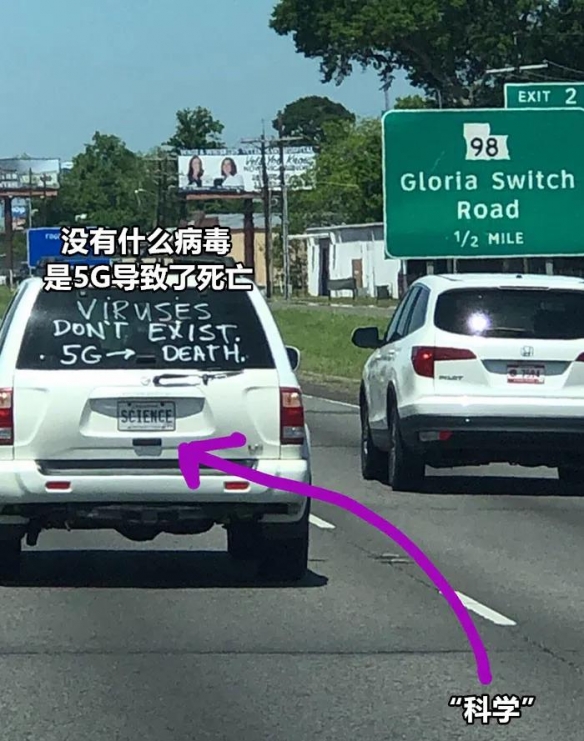 EXIT 2
98
Gloria Switch
Road
1/2 MILE
没有什么病毒
是5G导致了死亡
VIRUSES
DON'T EXIST.
. 5G→ DEATH.
SCIENCE
PILOT
“科学”